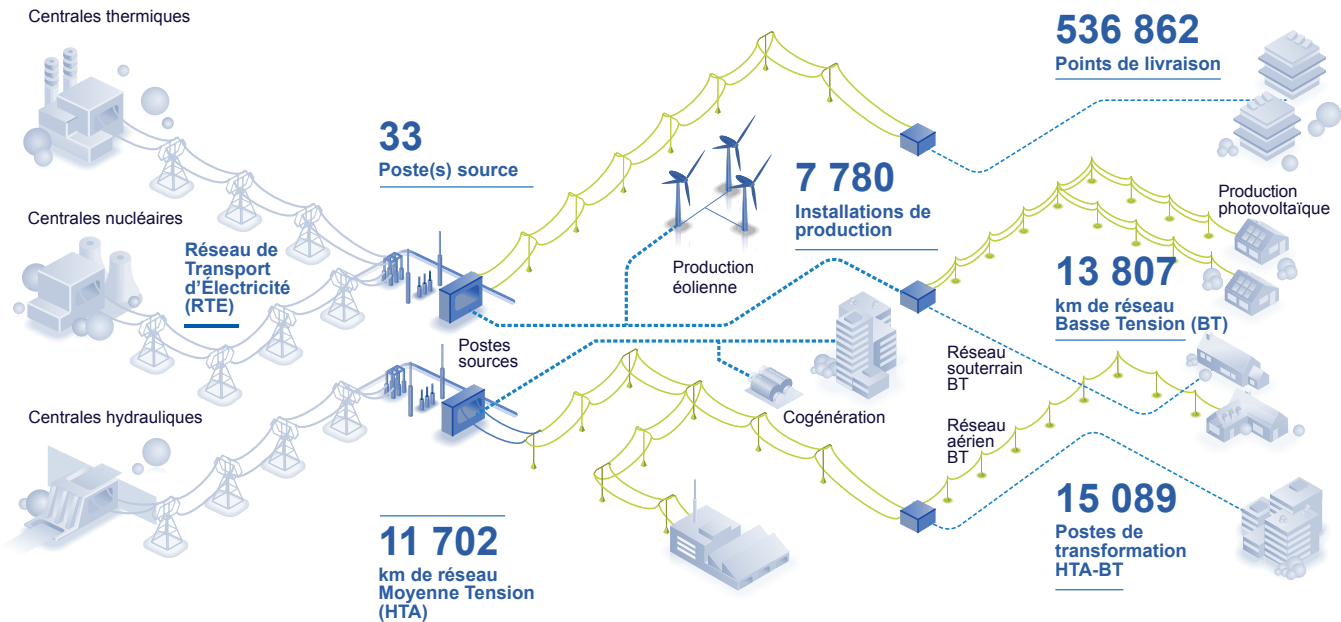 Centrales thermiques
Centrales nucléaires
Réseau de
Transport
d'Électricité
(RTE)
Centrales hydrauliques
33
Poste(s) source
Postes
sources
11 702
km de réseau
Moyenne Tension
(HTA)
Production
éolienne
7 780
Installations de
production
Cogénération
536 862
Points de livraison
Production
photovoltaïque
13 807
km de réseau
Basse Tension (BT)
Réseau
souterrain
BT
Réseau
aérien
BT
15 089
Postes de
transformation
HTA-BT